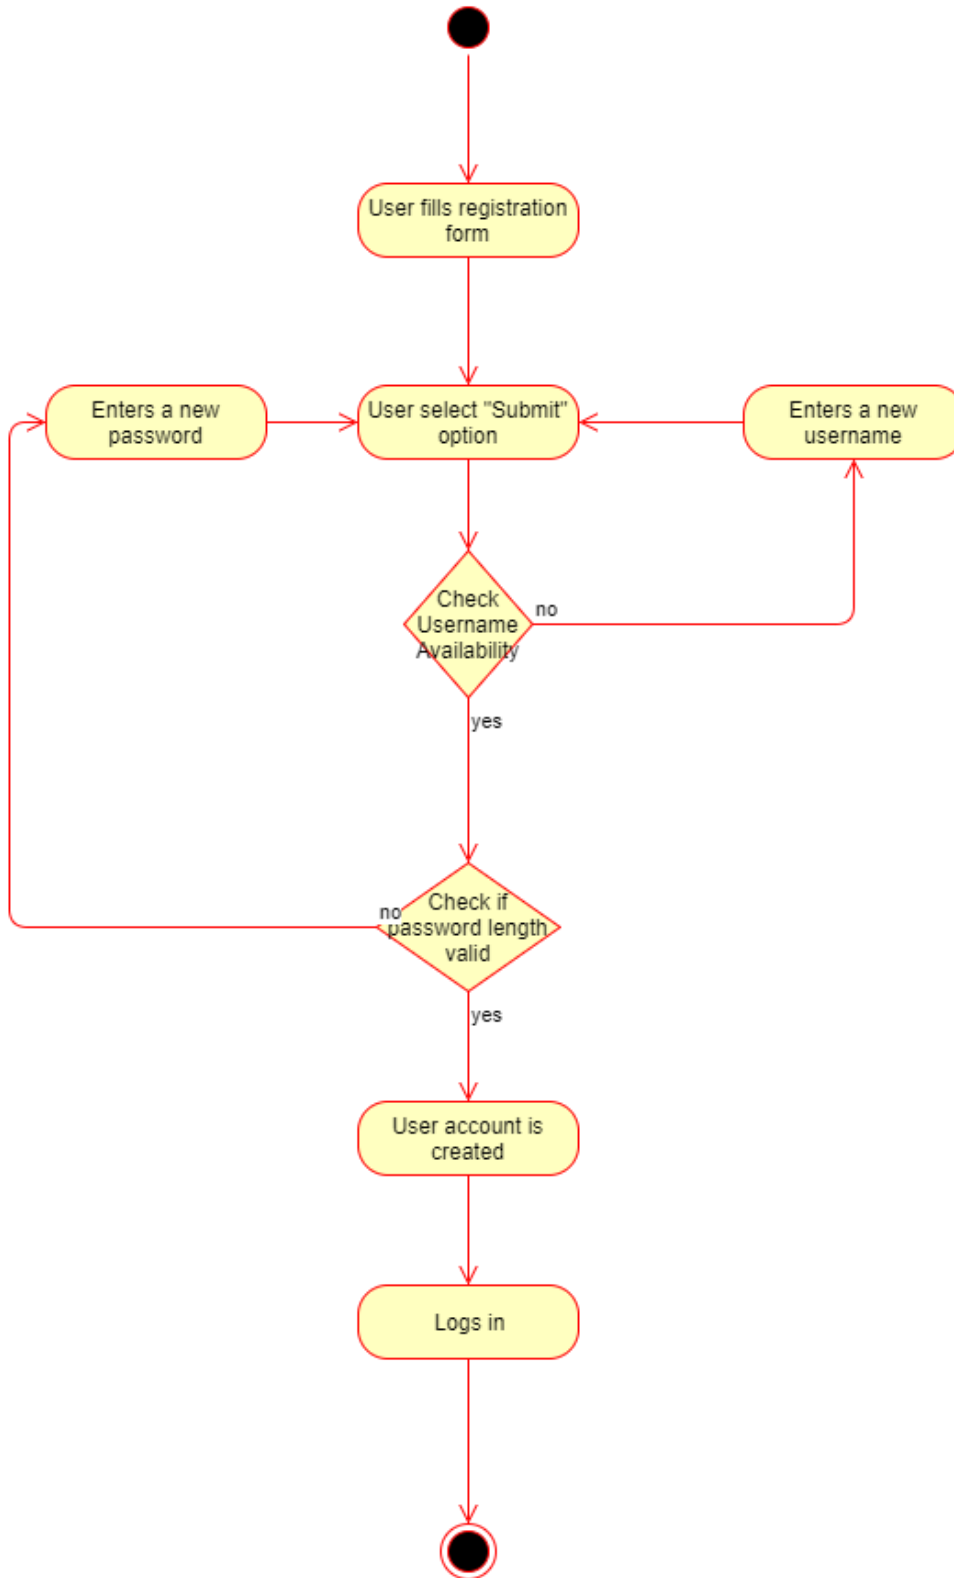 User fills registration
form
Enters a new
password
User select "Submit"
option
Enters a new
username
Check
Username
Availability
no
yes
no
Check if
password length
valid
yes
User account is
created
Logs in